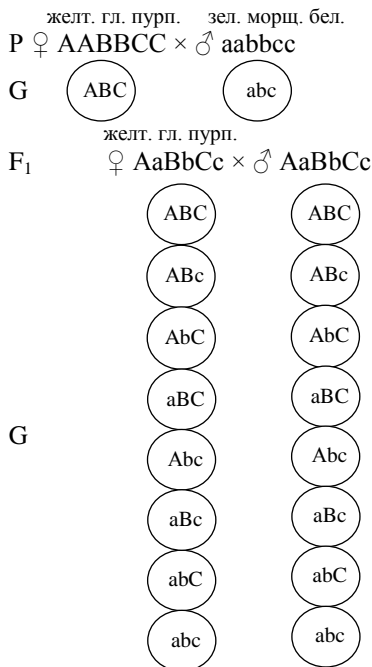 желт. гл. пурп. зел. морщ. бел.
P ♀ AABBCC × ♂ aabbcc
G ABC abc
желт. гл. пурп.
F₁ ♀ AaBbCc × ♂ AaBbCc
ABC ABC
ABc ABc
AbC AbC
aBC aBC
G
Abc Abc
aBc aBc
abC abC
abc abc